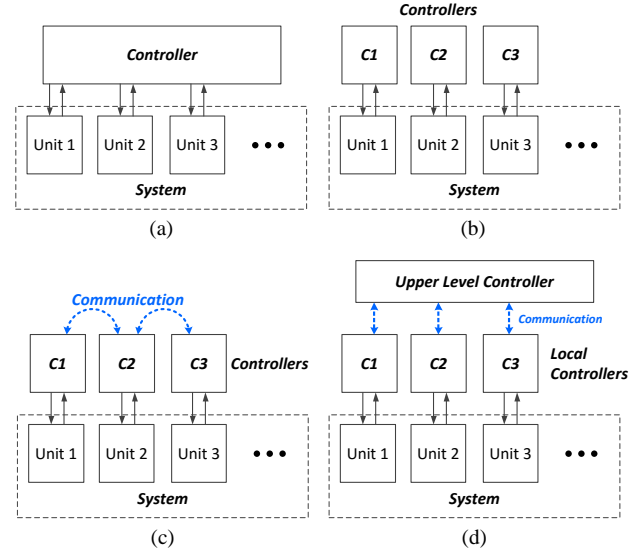 Controller
Unit 1 Unit 2 Unit 3
System
(a)
Controllers
C1 C2 C3
Unit 1 Unit 2 Unit 3
System
(b)
Communication
C1 C2 C3 Controllers
Unit 1 Unit 2 Unit 3
System
(c)
Upper Level Controller
Communication
C1 C2 C3 Local
Controllers
Unit 1 Unit 2 Unit 3
System
(d)